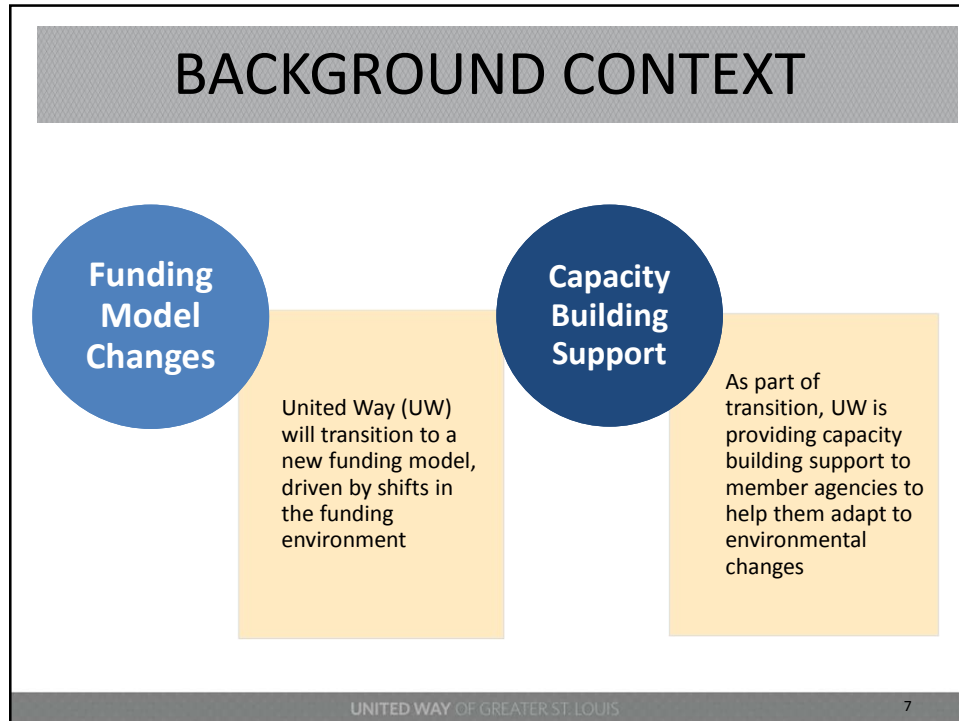 BACKGROUND CONTEXT
Funding
Model
Changes
United Way (UW)
will transition to a
new funding model,
driven by shifts in
the funding
environment
Capacity
Building
Support
As part of
transition, UW is
providing capacity
building support to
member agencies to
help them adapt to
environmental
changes
UNITED WAY OF GREATER ST. LOUIS
7